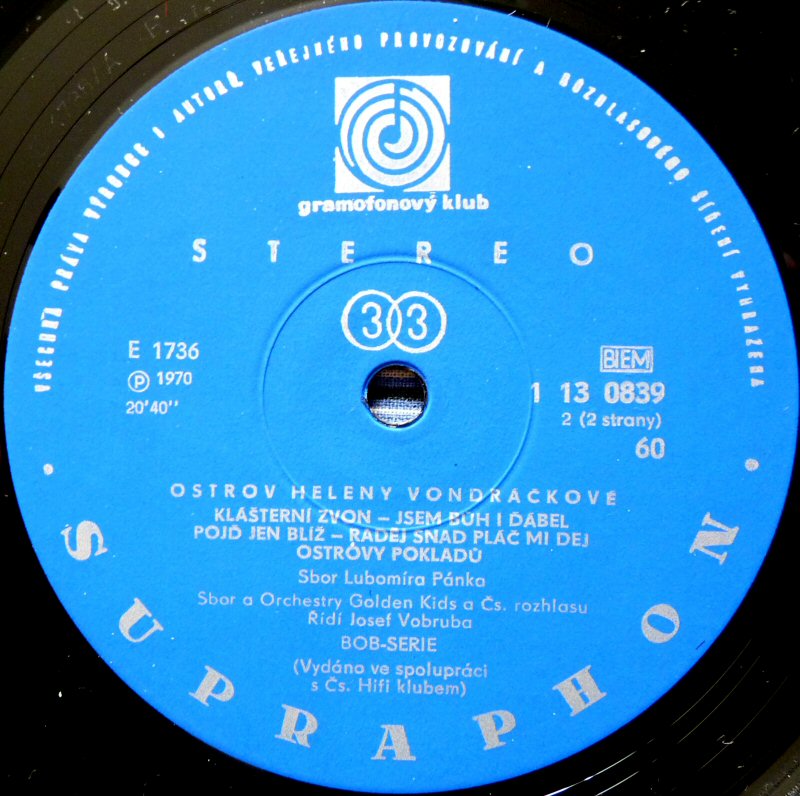 VŠECHNA PRÁVA VÝROBCE I AUTORŮ, VEŘEJNÉHO PROVOZOVÁNÍ A ROZHLASOVÉHO ŠÍŘENÍ VYHRAZENA
gramofonový klub
STEREO
33
E 1736
Ⓟ 1970
20'40''
BIEM
1 13 0839
2 (2 strany)
60
OSTROV HELENY VONDRÁČKOVÉ
KLÁŠTERNÍ ZVON – JSEM BŮH I ĎÁBEL
POJĎ JEN BLÍŽ – RADĚJ SNAD PLÁČ MI DEJ
OSTROVY POKLADŮ
Sbor Lubomíra Pánka
Sbor a Orchestry Golden Kids a Čs. rozhlasu
Řídí Josef Vobruba
BOB-SERIE
(Vydáno ve spolupráci
s Čs. Hifi klubem)
• SUPRAPHON •